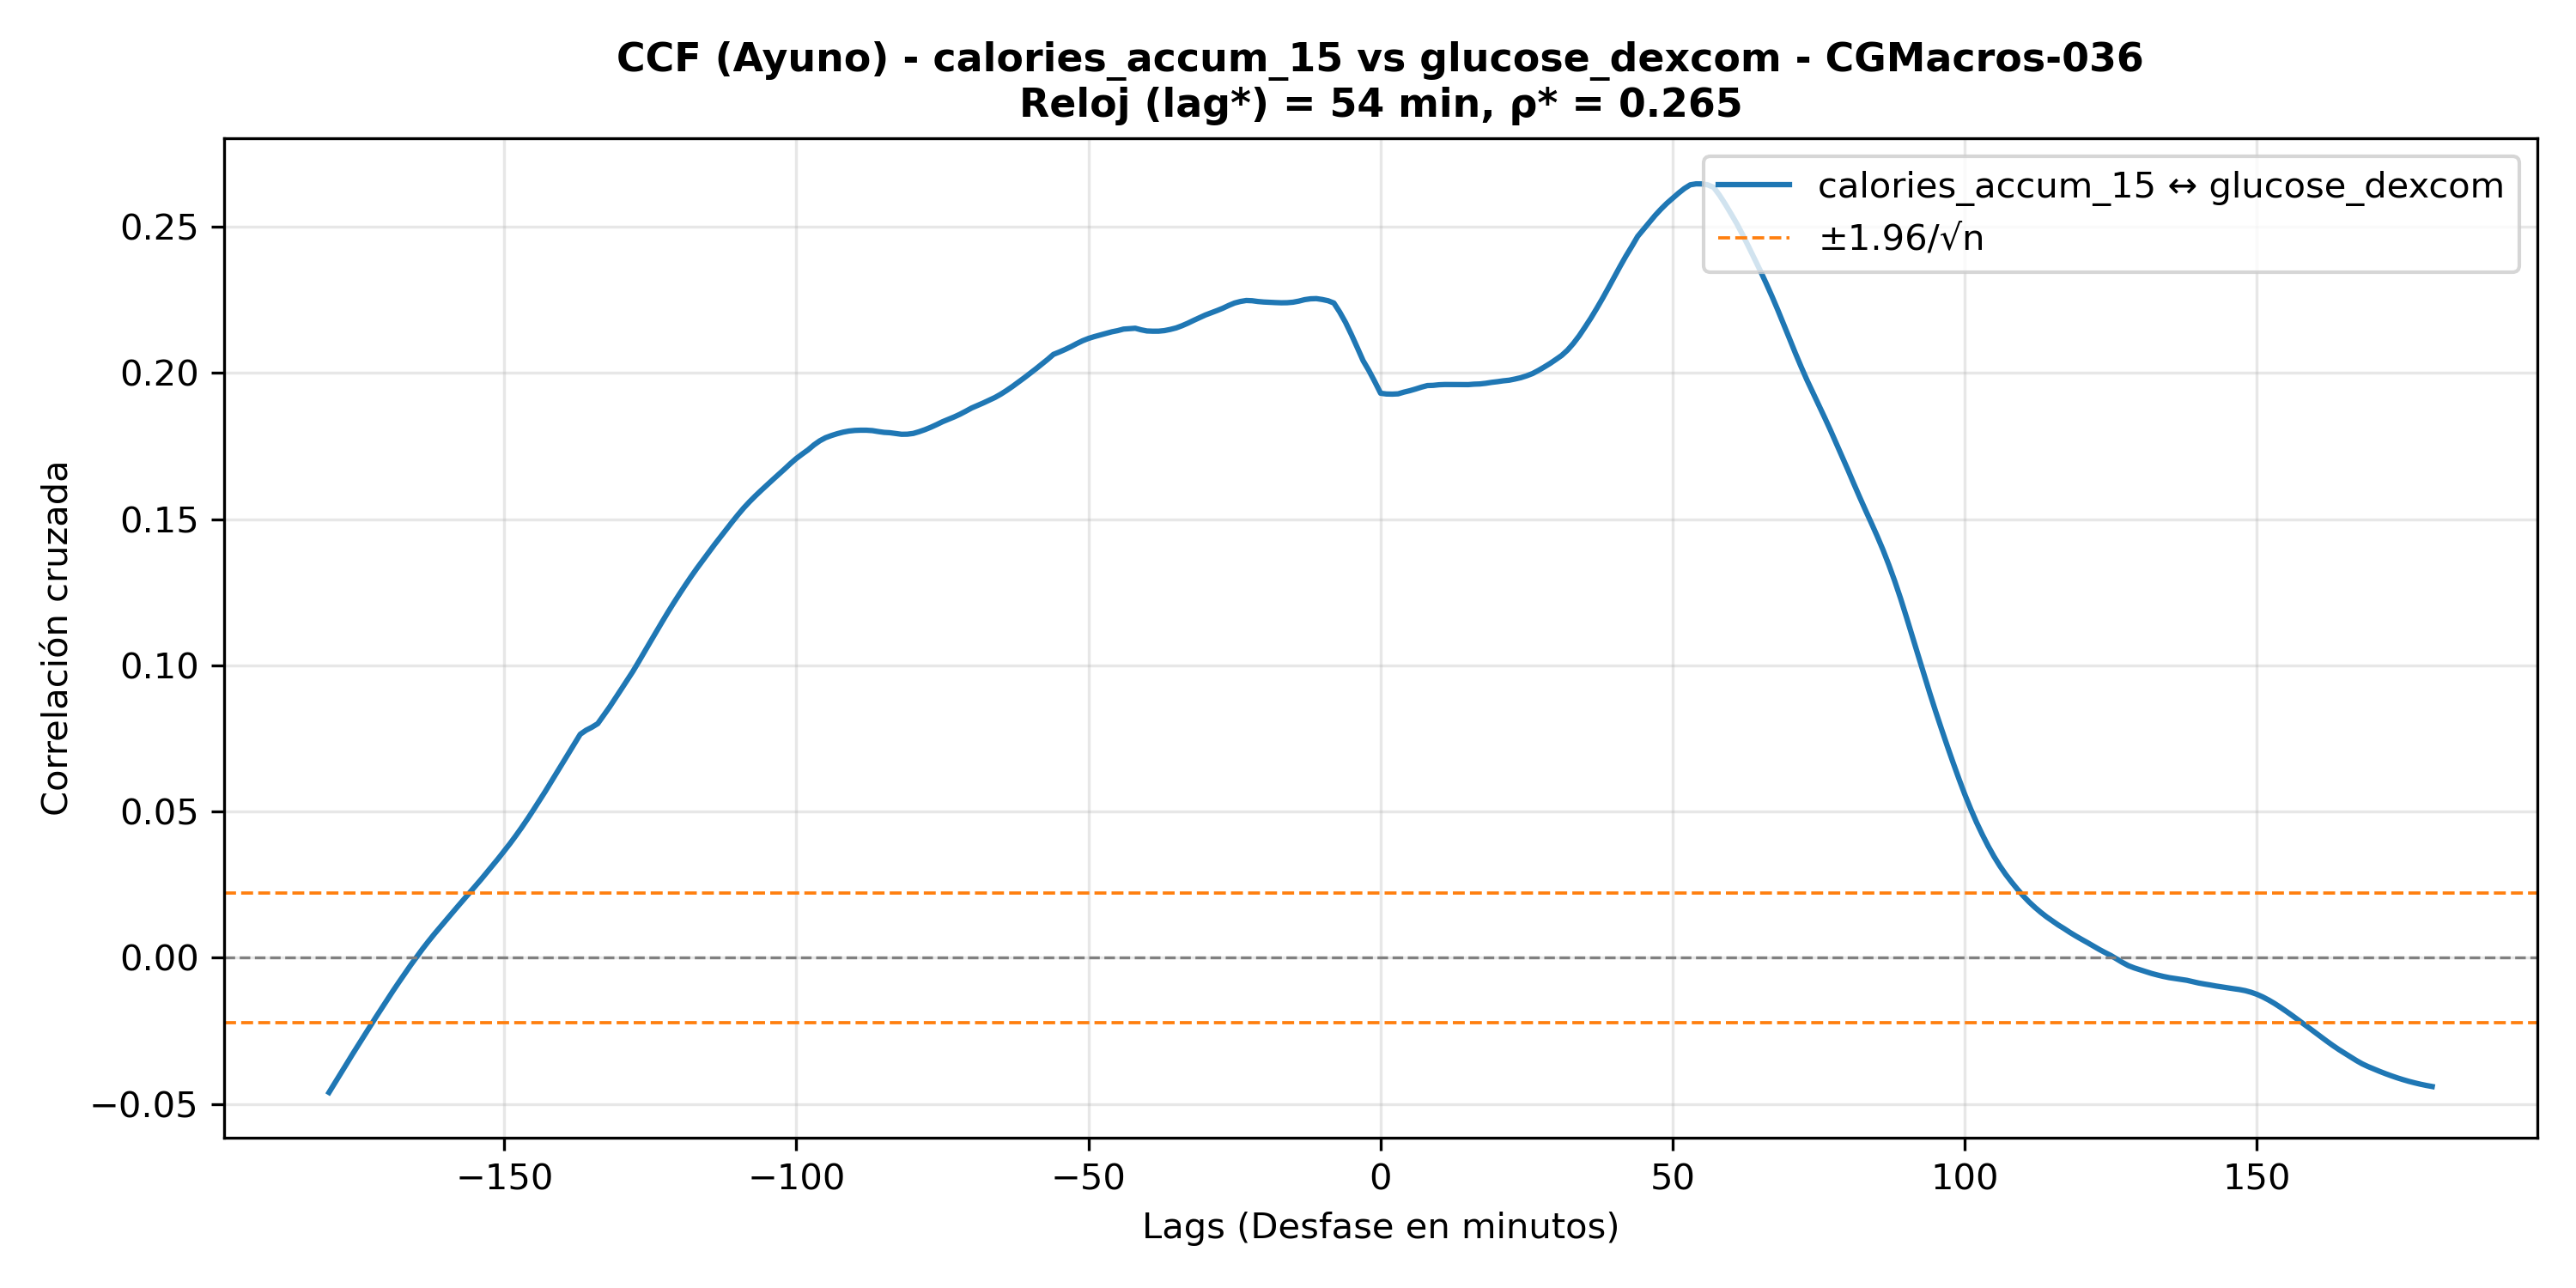 CCF (Ayuno) - calories_accum_15 vs glucose_dexcom - CGMacros-036
Reloj (lag*) = 54 min, ρ* = 0.265
calories_accum_15 ↔ glucose_dexcom
±1.96/√n
Correlación cruzada
0.25
0.20
0.15
0.10
0.05
0.00
−0.05
−150
−100
−50
0
50
100
150
Lags (Desfase en minutos)